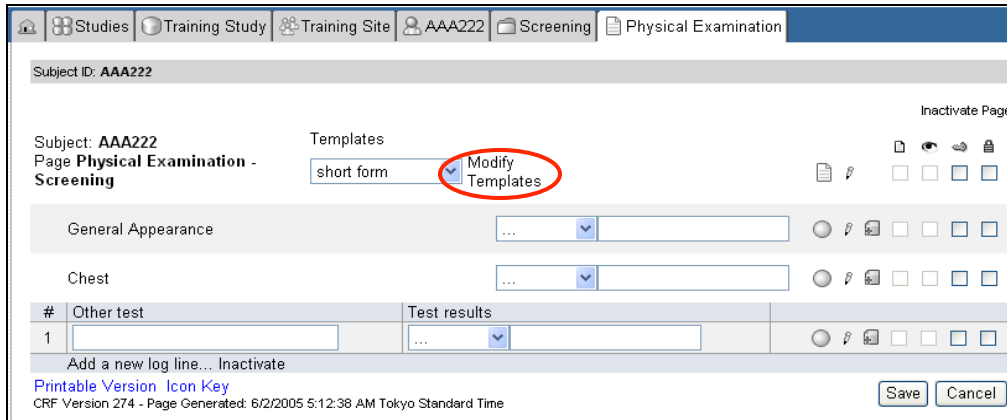 Studies Training Study Training Site AAA222 Screening Physical Examination
Subject ID: AAA222
Inactivate Page
Subject: AAA222
Page Physical Examination -
Screening
Templates
short form
Modify
Templates
General Appearance ...
Chest ...
# Other test Test results
1 ...
Add a new log line... Inactivate
Printable Version Icon Key
CRF Version 274 - Page Generated: 6/2/2005 5:12:38 AM Tokyo Standard Time
Save Cancel